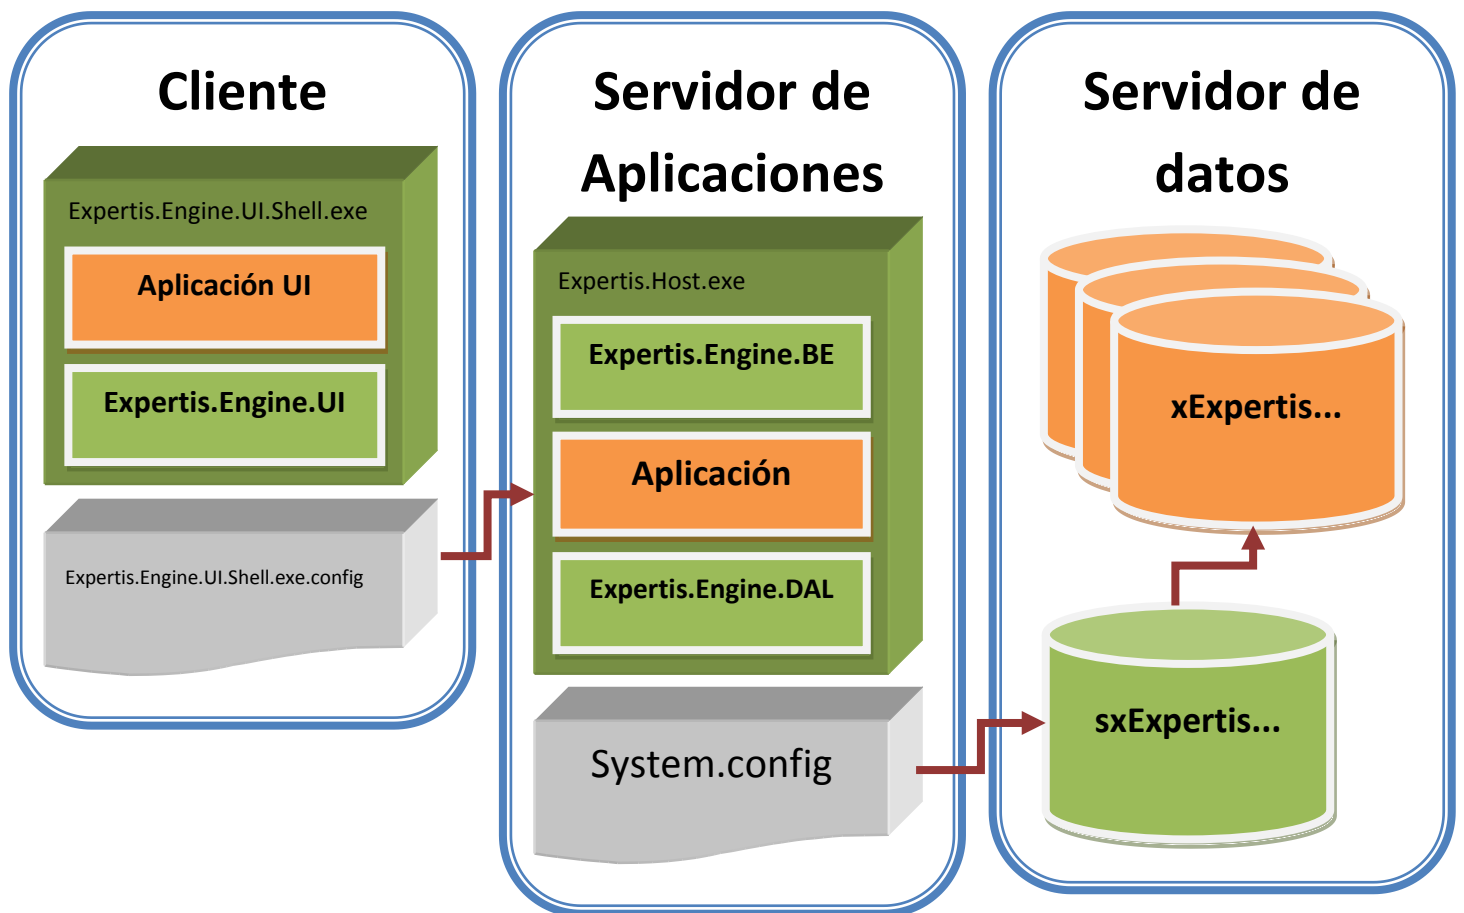 Cliente
Expertis.Engine.UI.Shell.exe
Aplicación UI
Expertis.Engine.UI
Expertis.Engine.UI.Shell.exe.config
Servidor de
Aplicaciones
Expertis.Host.exe
Expertis.Engine.BE
Aplicación
Expertis.Engine.DAL
System.config
Servidor de
datos
xExpertis...
sxExpertis...